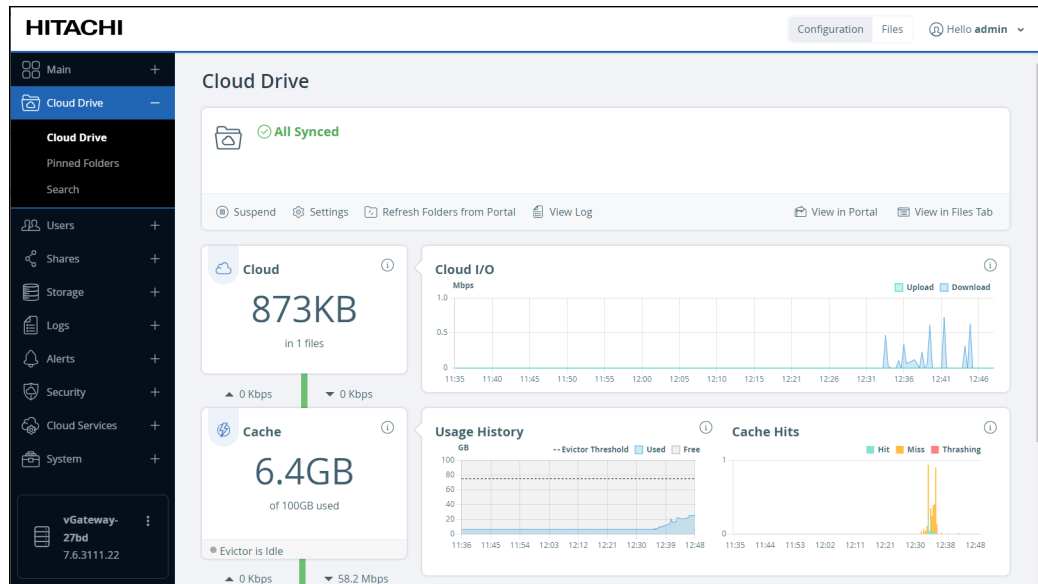 HITACHI
Configuration
Files
Hello admin
Main
Cloud Drive
Cloud Drive
Pinned Folders
Search
Users
Shares
Storage
Logs
Alerts
Security
Cloud Services
System
vGateway-
27bd
7.6.3111.22
Cloud Drive
All Synced
Suspend
Settings
Refresh Folders from Portal
View Log
View in Portal
View in Files Tab
Cloud
873KB
in 1 files
▲ 0 Kbps ▼ 0 Kbps
Cloud I/O
Mbps
Upload Download
1.0
0.5
0
11:35 11:40 11:45 11:50 11:55 12:00 12:05 12:10 12:15 12:21 12:26 12:31 12:36 12:41 12:46
Cache
6.4GB
of 100GB used
Evictor is Idle
▲ 0 Kbps ▼ 58.2 Mbps
Usage History
GB
Evictor Threshold Used Free
100
80
60
40
20
0
11:36 11:45 11:54 12:03 12:12 12:21 12:30 12:39 12:48
Cache Hits
Hit Miss Thrashing
1
0
11:35 11:44 11:53 12:02 12:11 12:21 12:30 12:38 12:48